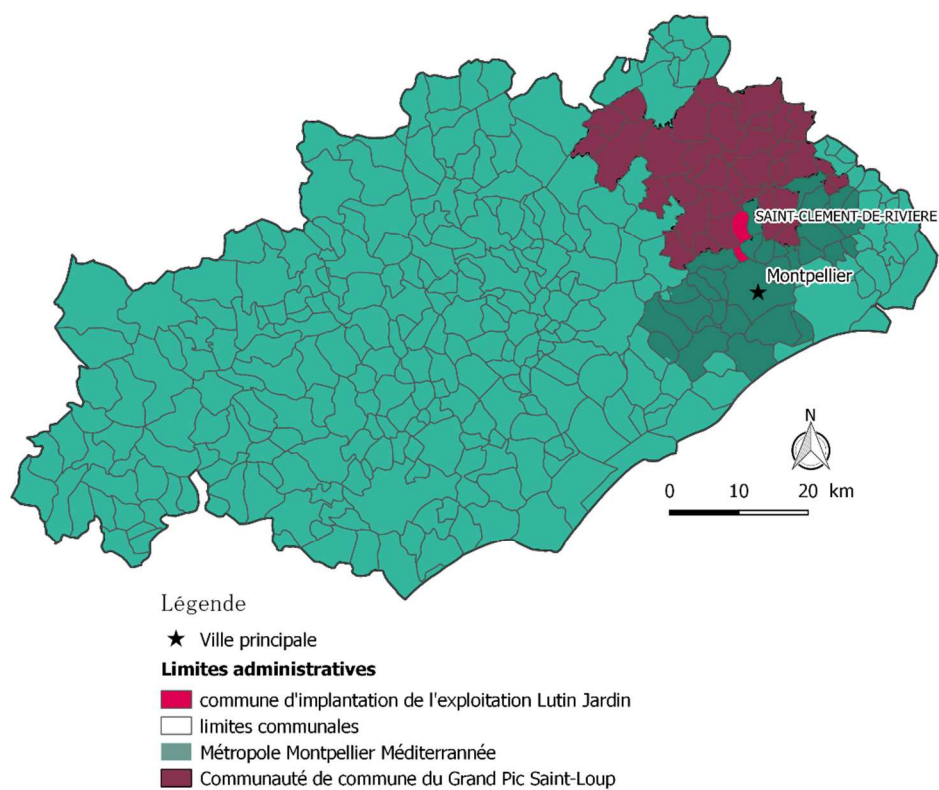 SAINT-CLEMENT-DE-RIVIERE
Montpellier
N
0 10 20 km
Légende
Ville principale
Limites administratives
commune d'implantation de l'exploitation Lutin Jardin
limites communales
Métropole Montpellier Méditerrannée
Communauté de commune du Grand Pic Saint-Loup